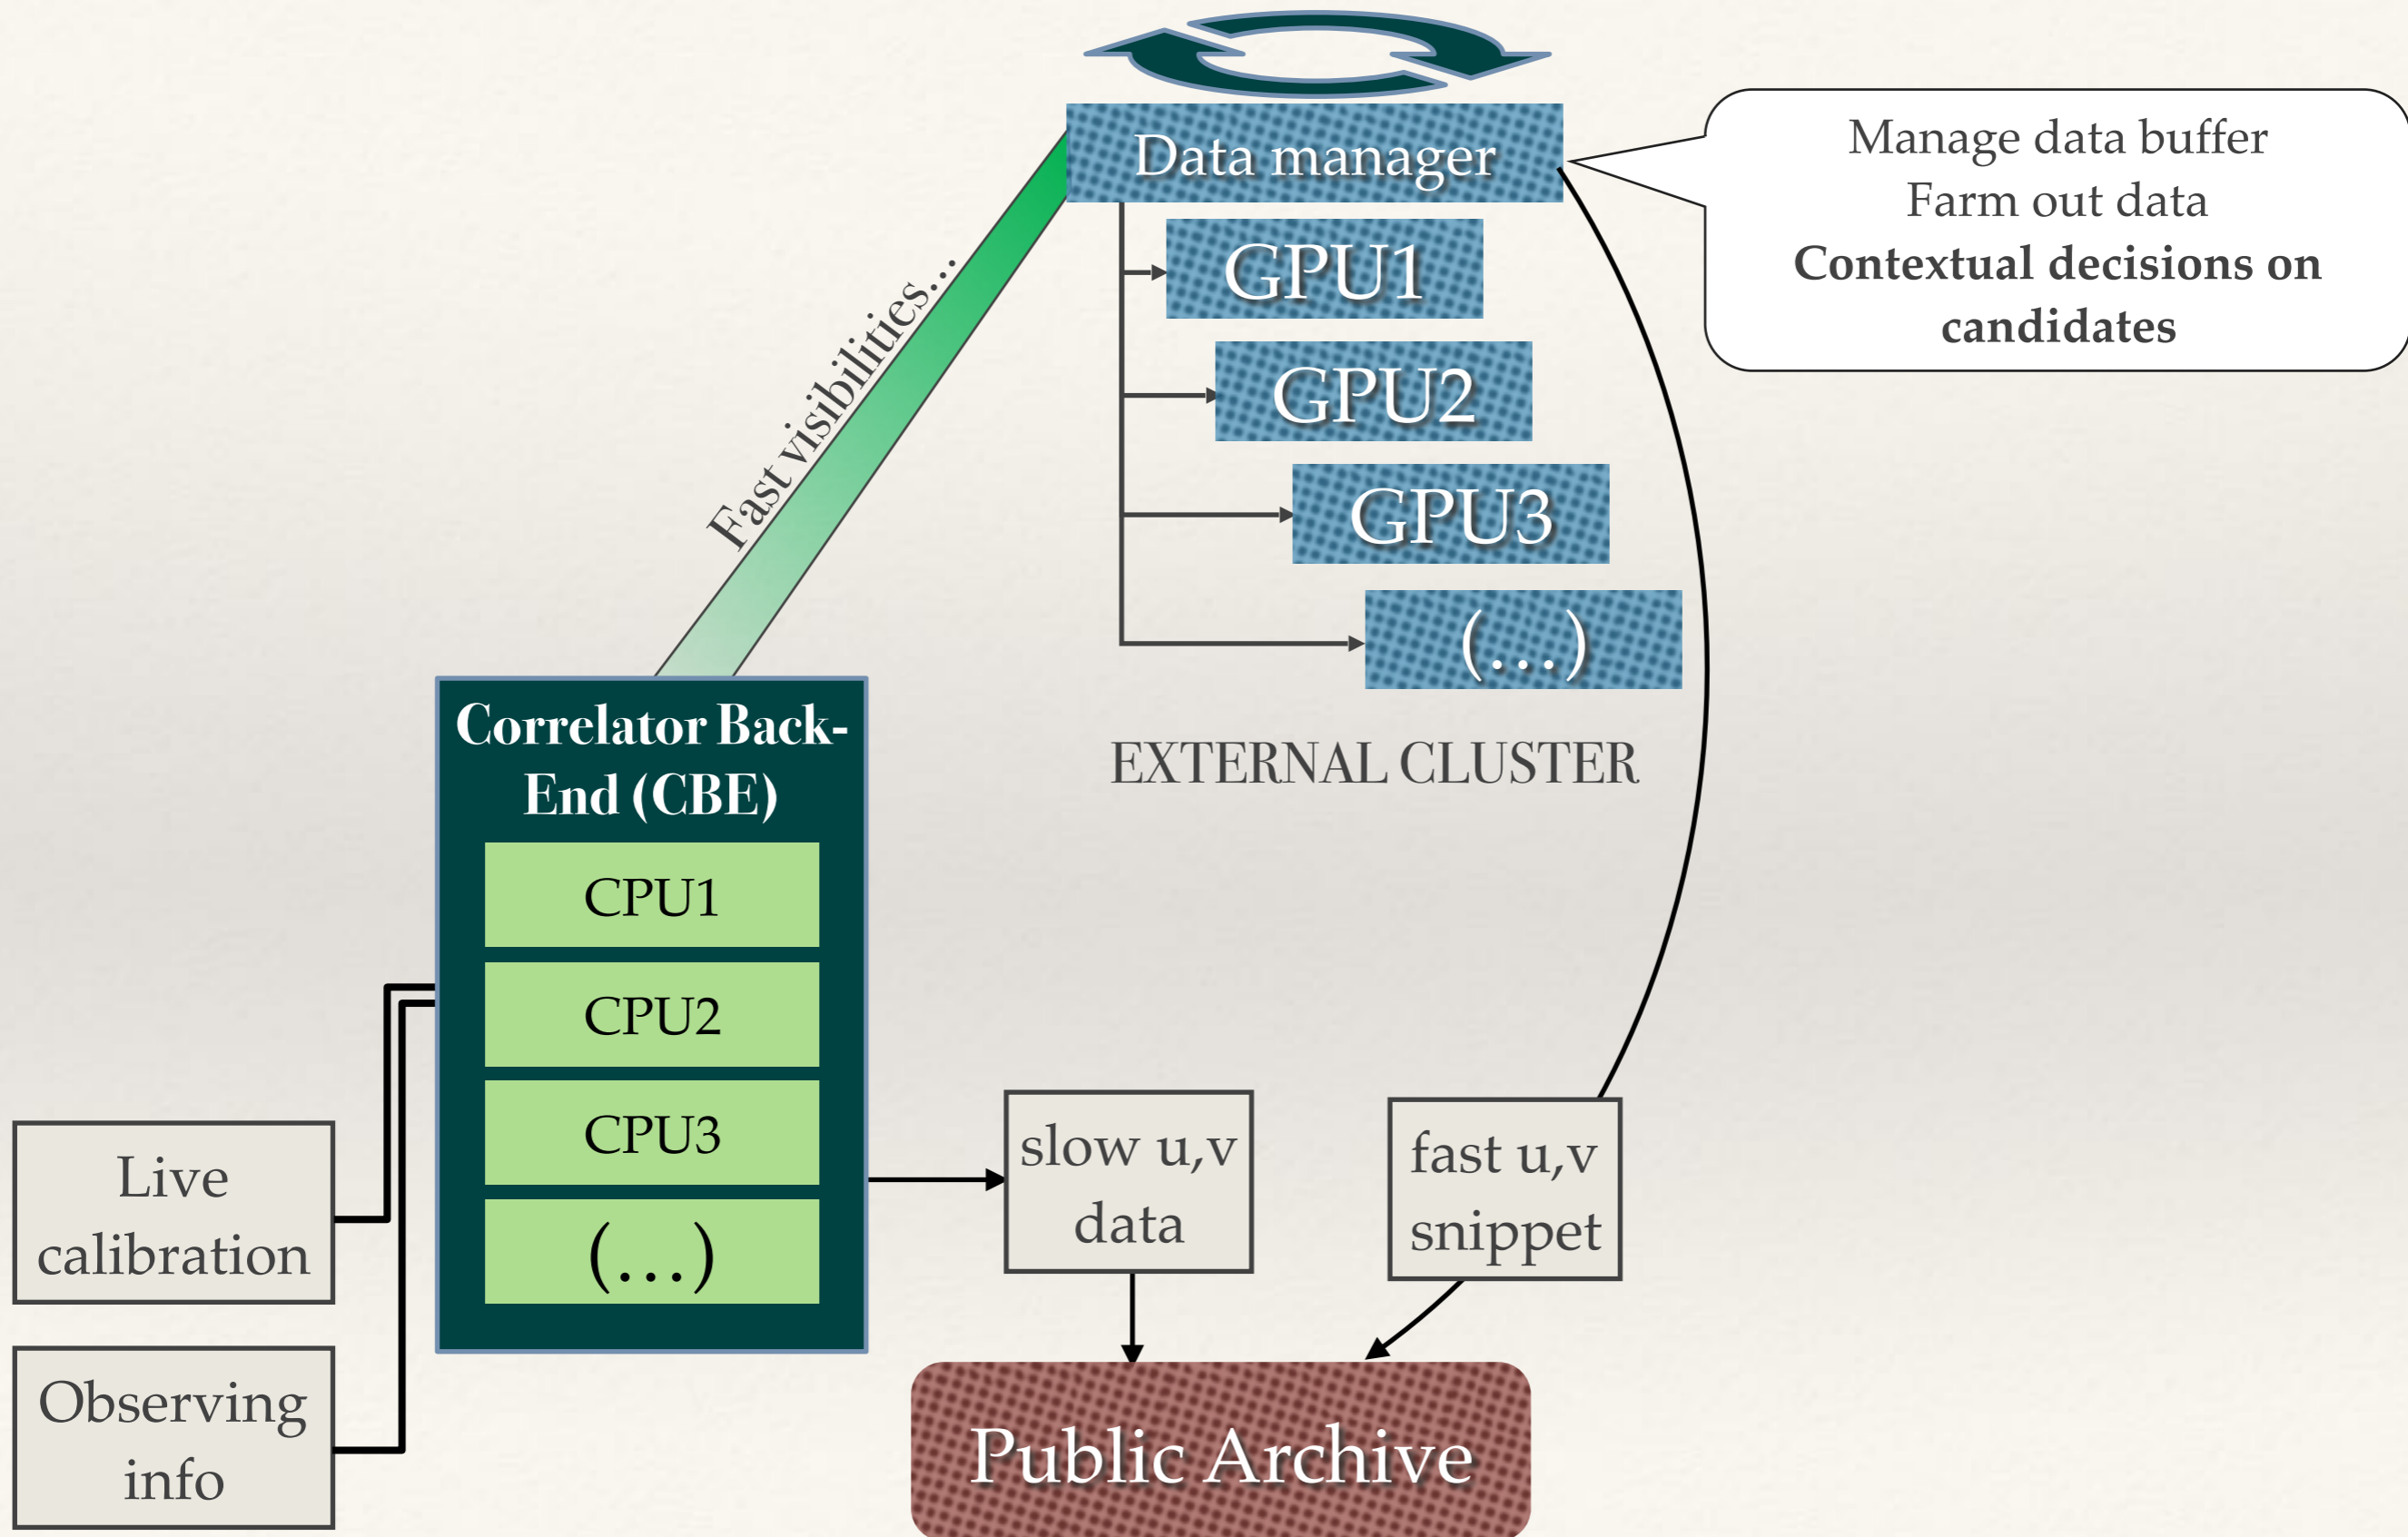 Data manager
Manage data buffer
Farm out data
Contextual decisions on
candidates
GPU1
GPU2
GPU3
(…)
Fast visibilities…
EXTERNAL CLUSTER
Correlator Back-
End (CBE)
CPU1
CPU2
CPU3
(…)
Live
calibration
Observing
info
slow u,v
data
fast u,v
snippet
Public Archive